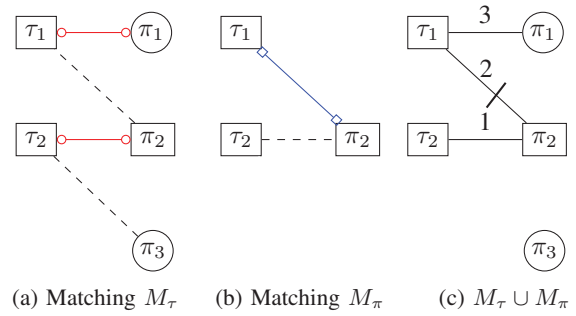 τ1 π1 τ1 τ1 3 π1
2
τ2 π2 τ2 π2 τ2 1 π2
π3 π3
(a) Matching Mτ (b) Matching Mπ (c) Mτ ∪ Mπ